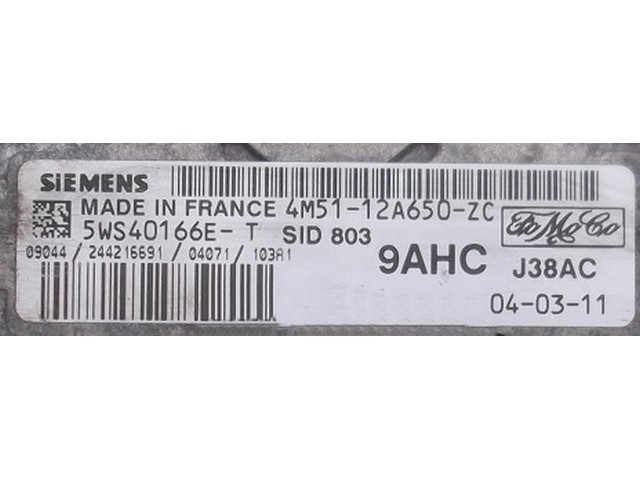 SIEMENS
MADE IN FRANCE 4M51-12A650-ZC
5WS40166E- T SID 803
FoMoCo
09044 / 244216691 / 04071 / 103A1
9AHC J38AC
04-03-11